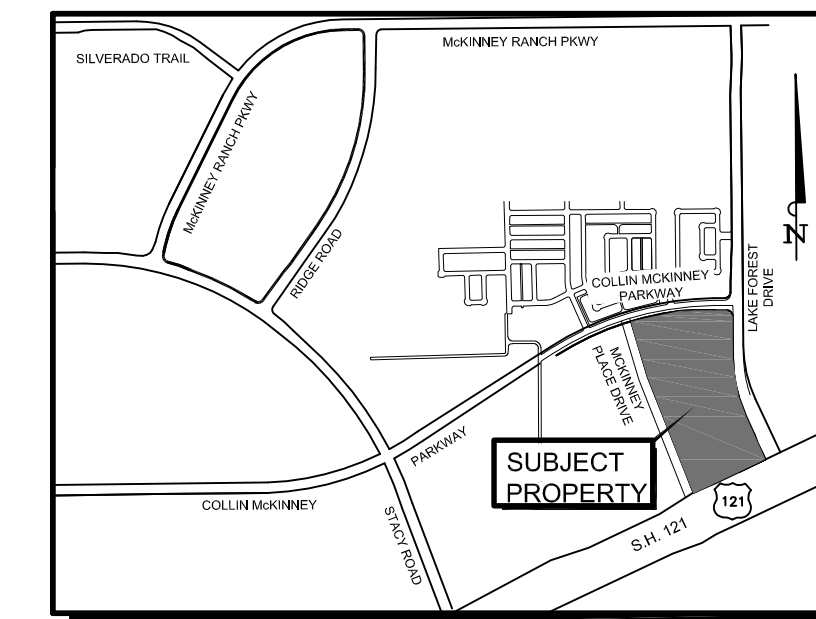 McKINNEY RANCH PKWY
SILVERADO TRAIL
McKINNEY RANCH PKWY
N
RIDGE ROAD
LAKE FOREST
DRIVE
COLLIN MCKINNEY
PARKWAY
MCKINNEY
PLACE DRIVE
PARKWAY
SUBJECT
PROPERTY
121
COLLIN McKINNEY
STACY ROAD
S.H. 121